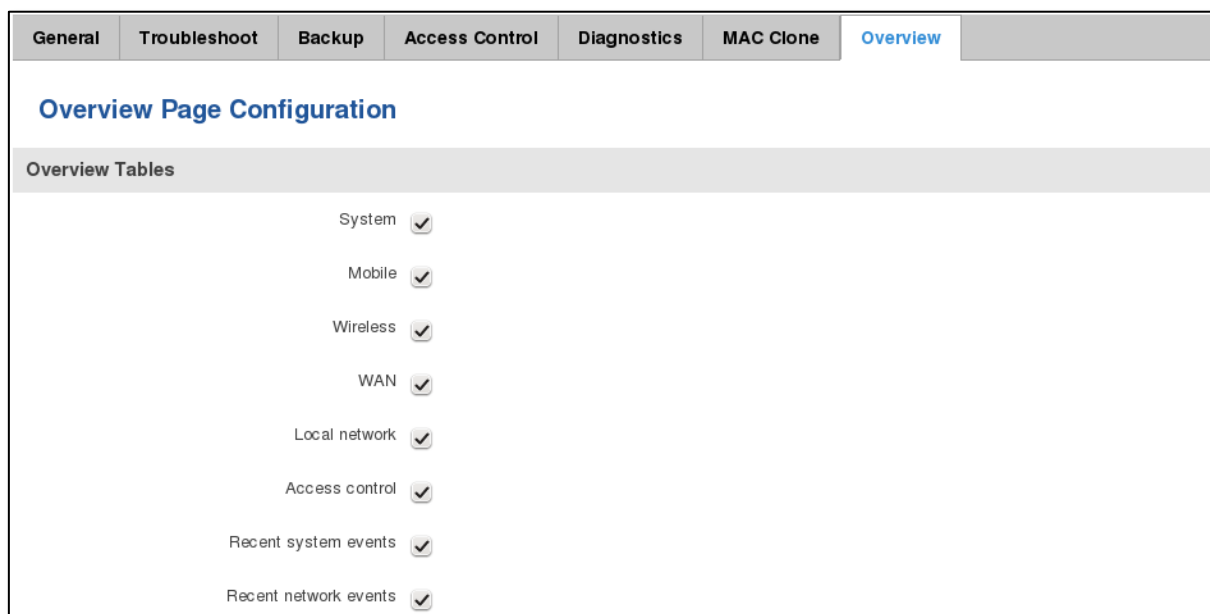 General Troubleshoot Backup Access Control Diagnostics MAC Clone Overview
Overview Page Configuration
Overview Tables
System
Mobile
Wireless
WAN
Local network
Access control
Recent system events
Recent network events